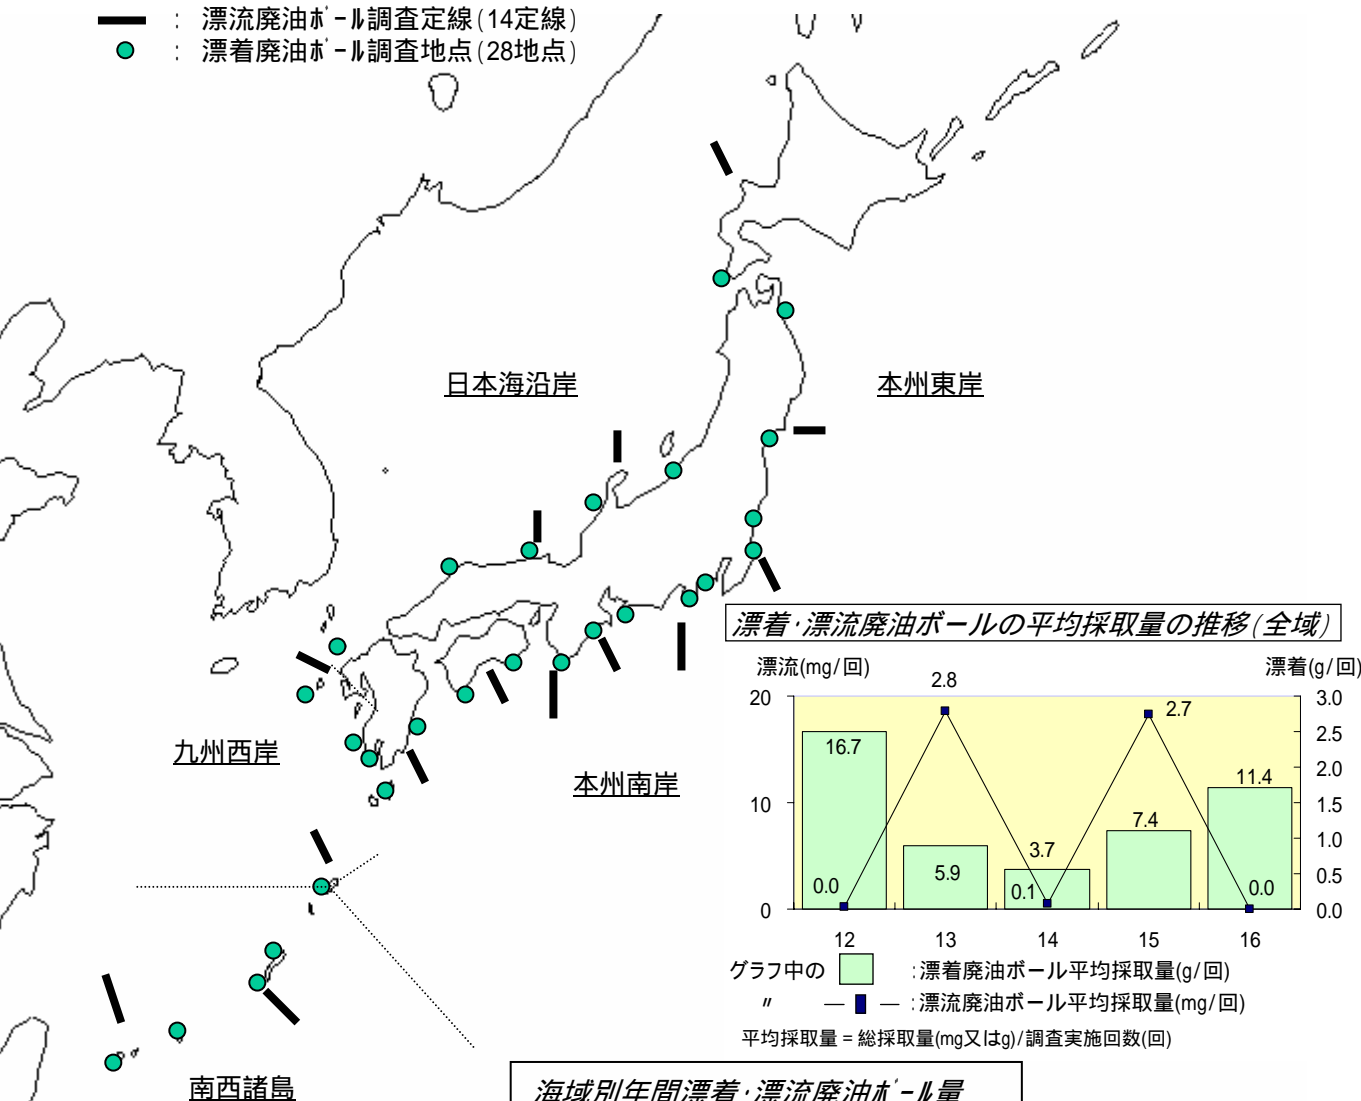 : 漂流廃油ﾎﾞｰﾙ調査定線(14定線)
: 漂着廃油ﾎﾞｰﾙ調査地点(28地点)
日本海沿岸
本州東岸
九州西岸
本州南岸
南西諸島
漂着・漂流廃油ボールの平均採取量の推移(全域)
漂流(mg/回)
漂着(g/回)
20
10
0
3.0
2.5
2.0
1.5
1.0
0.5
0.0
16.7
5.9
3.7
7.4
11.4
0.0
2.8
0.1
2.7
0.0
12 13 14 15 16
グラフ中の :漂着廃油ボール平均採取量(g/回)
〃 :漂流廃油ボール平均採取量(mg/回)
平均採取量=総採取量(mg又はg)/調査実施回数(回)
海域別年間漂着・漂流廃油ﾎﾞｰﾙ量